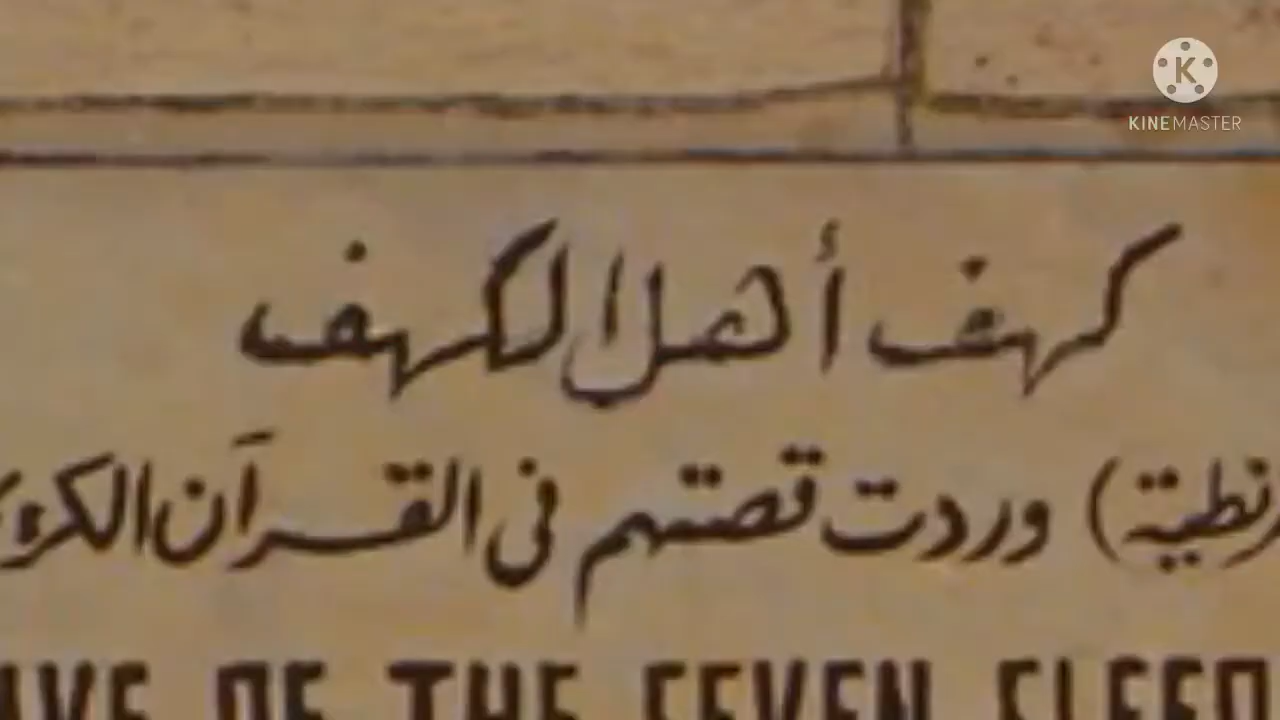 KINEMASTER
كهف أهل الكهف
وردت قصتهم فى القرآن
OF THE SEVEN